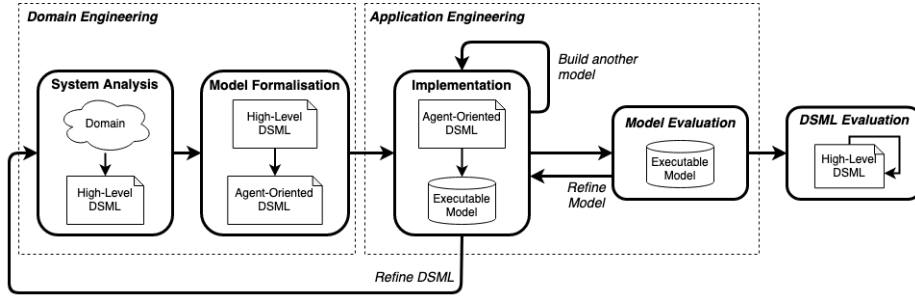 Domain Engineering
Application Engineering
System Analysis
Domain
High-Level
DSML
Model Formalisation
High-Level
DSML
Agent-Oriented
DSML
Implementation
Agent-Oriented
DSML
Executable
Model
Build another
model
Refine
Model
Model Evaluation
Executable
Model
DSML Evaluation
High-Level
DSML
Refine DSML